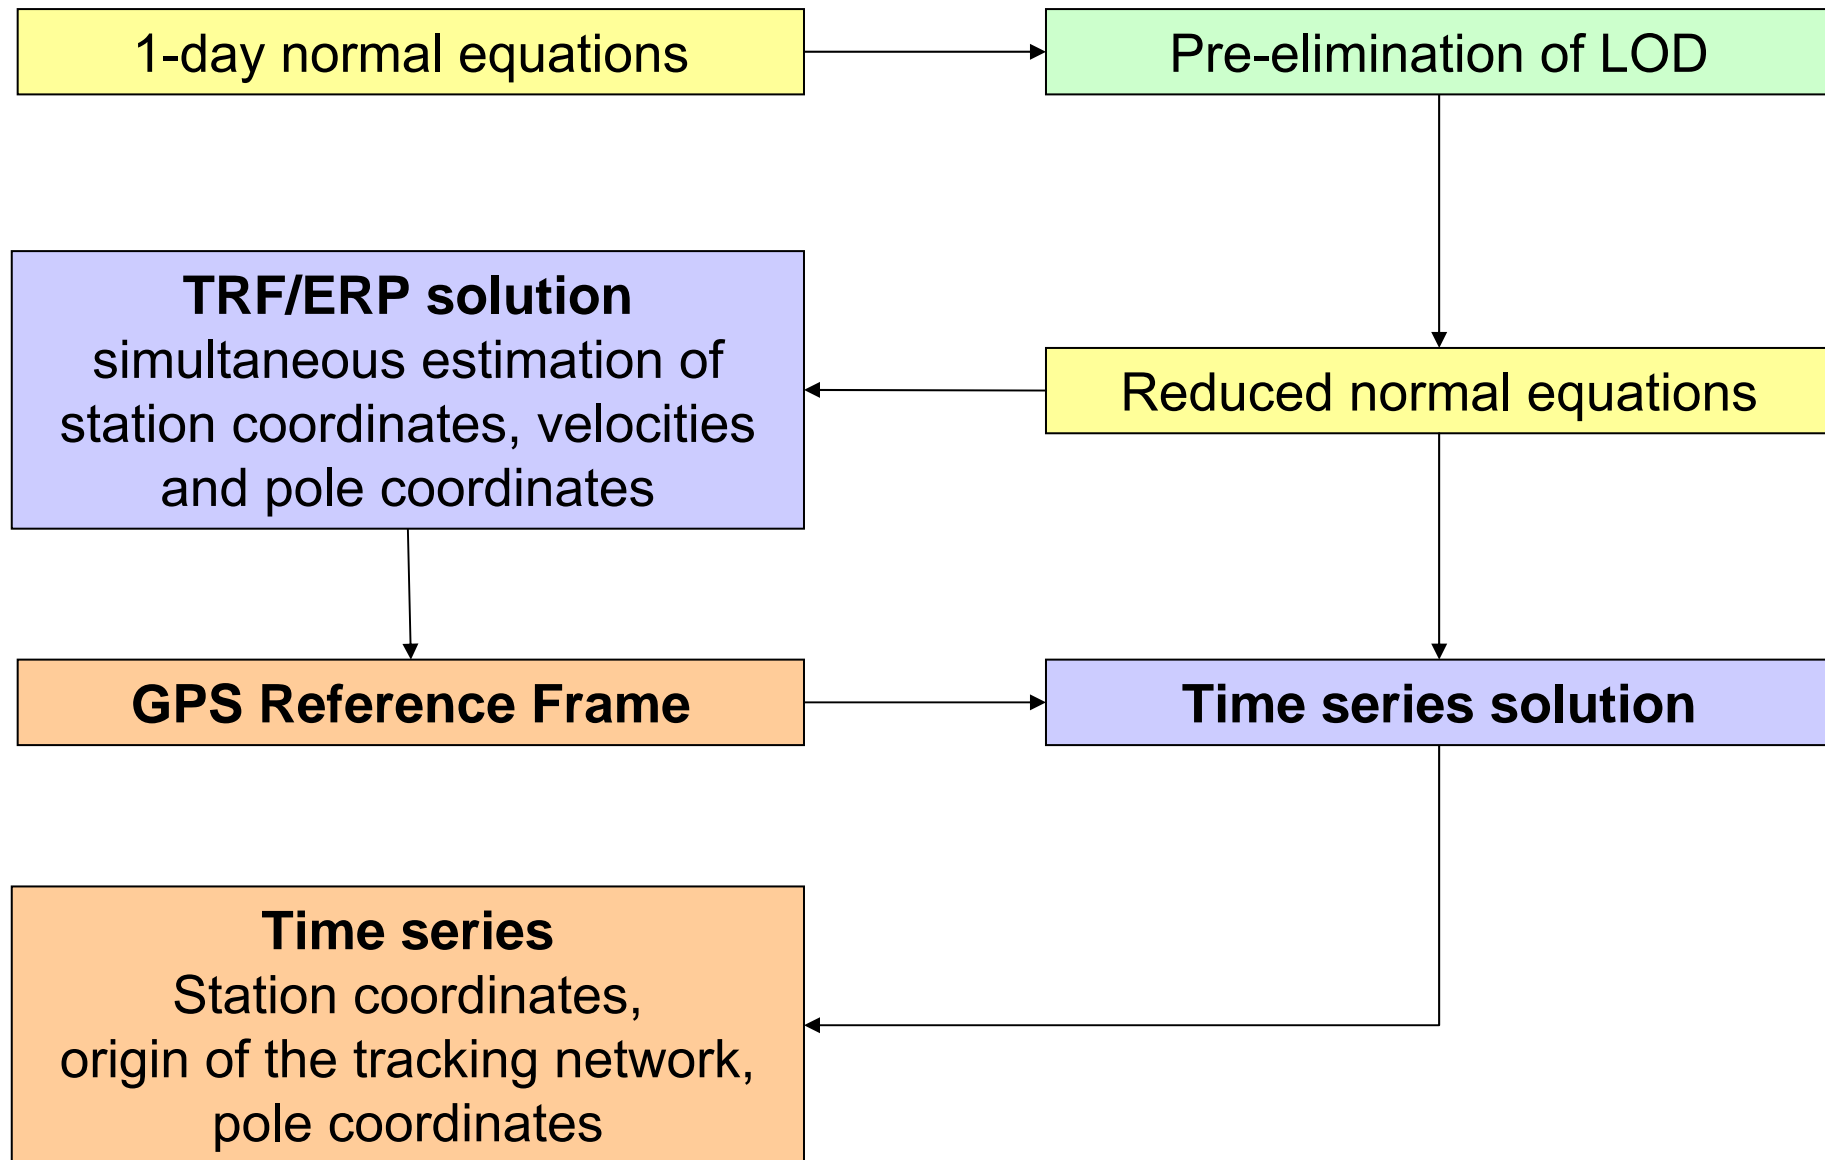 1-day normal equations
Pre-elimination of LOD
TRF/ERP solution
simultaneous estimation of
station coordinates, velocities
and pole coordinates
Reduced normal equations
GPS Reference Frame
Time series solution
Time series
Station coordinates,
origin of the tracking network,
pole coordinates